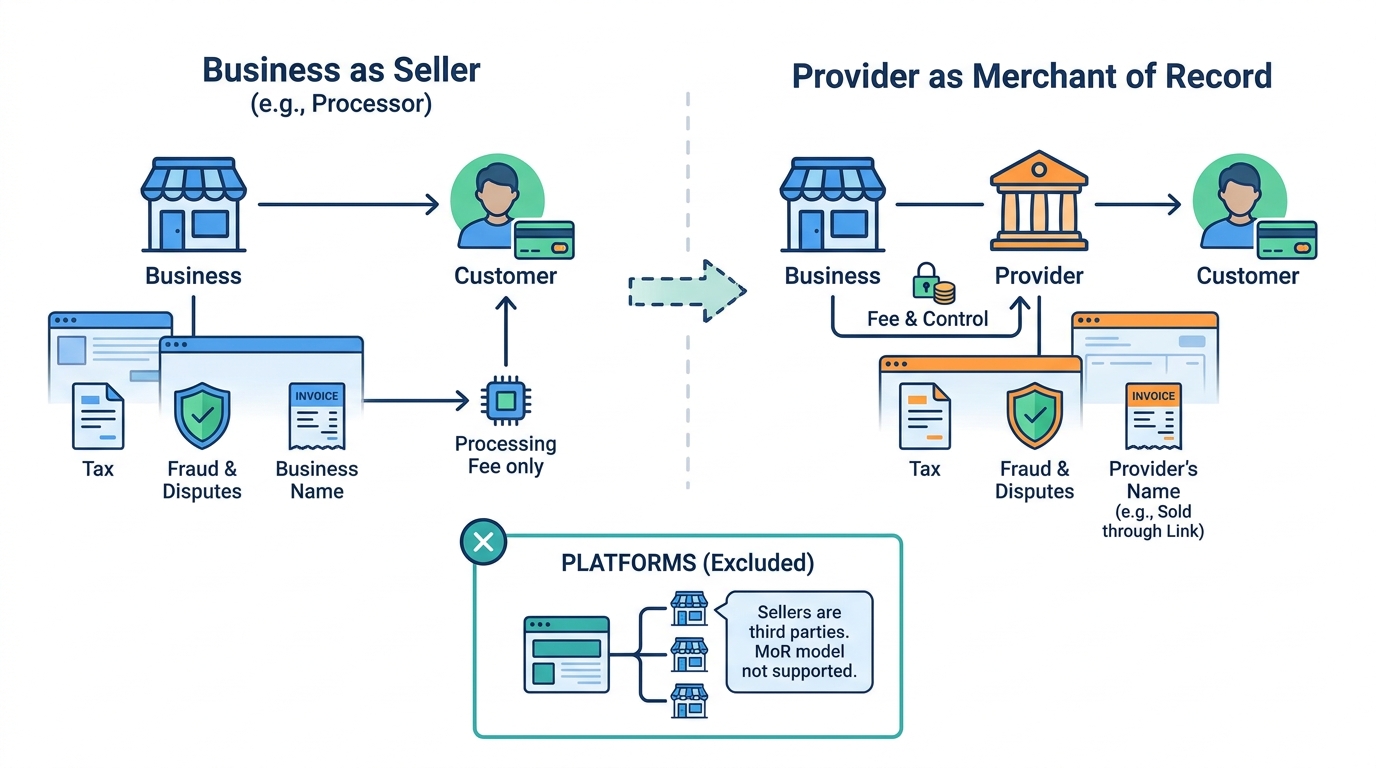 Business as Seller
(e.g., Processor)
Business
Customer
Tax
Fraud &
Disputes
INVOICE
Business
Name
Processing
Fee only
Provider as Merchant of Record
Business
Provider
Customer
Fee & Control
Tax
Fraud &
Disputes
INVOICE
Provider's
Name
(e.g., Sold
through Link)
PLATFORMS (Excluded)
Sellers are
third parties.
MoR model
not supported.